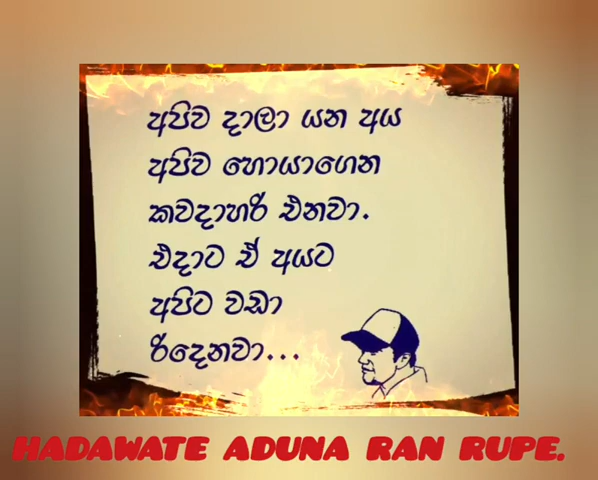 අපිව දාලා යන අය
අපිව හොයාගෙන
කවදාහරි එනවා.
එදාට ඒ අයට
අපිට වඩා
රිදෙනවා...
HADAWATE ADUNA RAN RUPE.